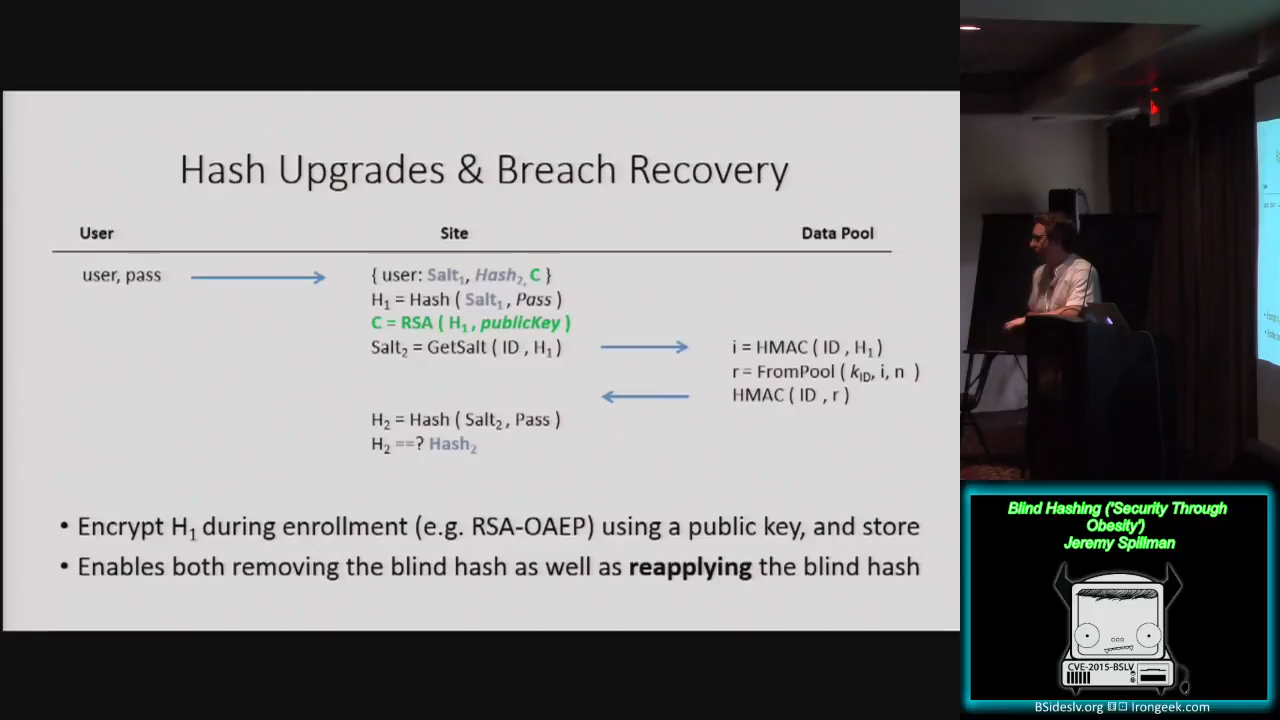 Hash Upgrades & Breach Recovery
User Site Data Pool
user, pass { user: Salt1, Hash2, C }
H1 = Hash ( Salt1 , Pass )
C = RSA ( H1 , publicKey )
Salt2 = GetSalt ( ID , H1 ) i = HMAC ( ID , H1 )
r = FromPool ( kID, i, n )
HMAC ( ID , r )
H2 = Hash ( Salt2 , Pass )
H2 ==? Hash2
• Encrypt H1 during enrollment (e.g. RSA-OAEP) using a public key, and store
• Enables both removing the blind hash as well as reapplying the blind hash
Blind Hashing ('Security Through
Obesity')
Jeremy Spillman
CVE-2015-BSLV
BSideslv.org Irongeek.com